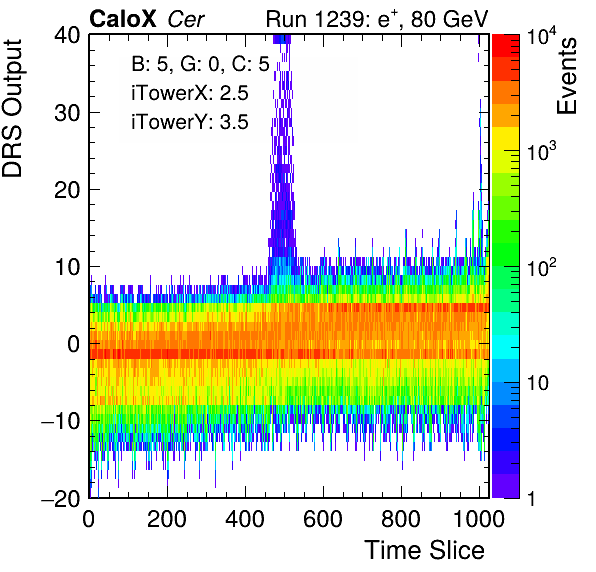 CaloX Cer Run 1239: e+, 80 GeV
B: 5, G: 0, C: 5
iTowerX: 2.5
iTowerY: 3.5
DRS Output
40
30
20
10
0
−10
−20
0 200 400 600 800 1000
Time Slice
Events
10^4
10^3
10^2
10
1